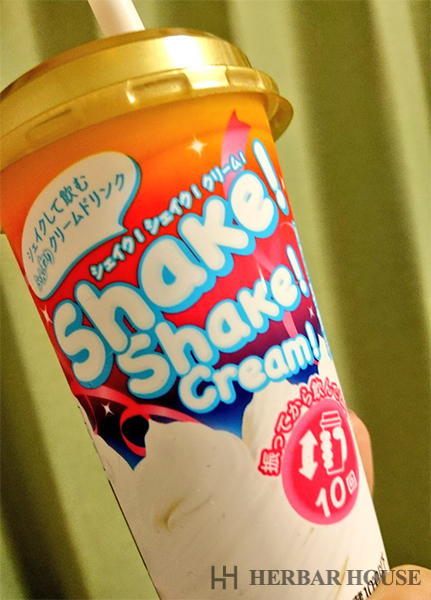 シェイクして飲む
クリームドリンク
シェイク! シェイク! クリーム!
Shake!
Shake!
Cream!
振ってから飲んで
10回
HERBAR HOUSE